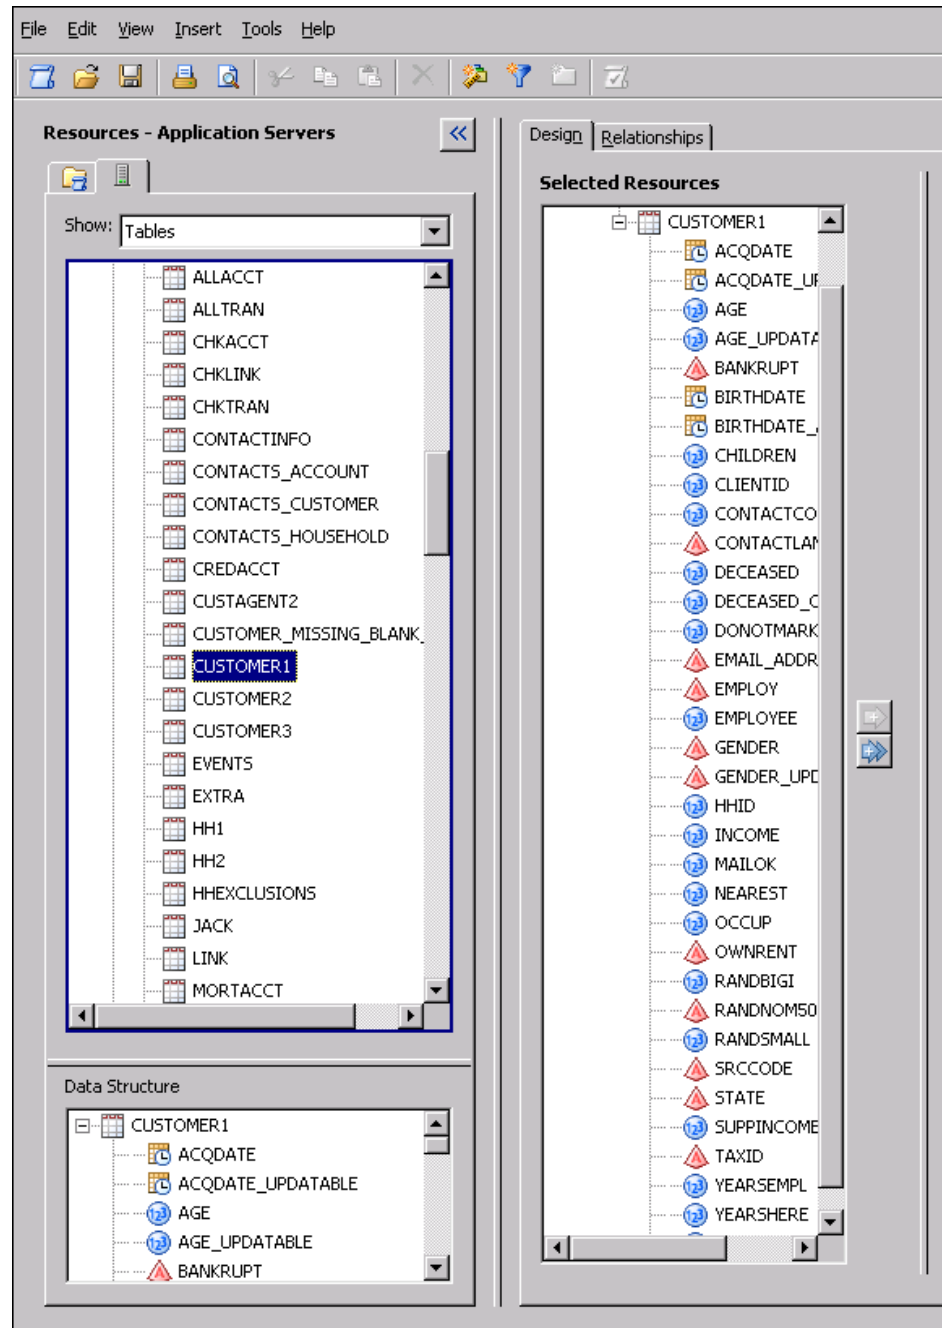 File Edit View Insert Tools Help
Resources - Application Servers
Show: Tables
ALLACCT
ALLTRAN
CHKACCT
CHKLINK
CHKTRAN
CONTACTINFO
CONTACTS_ACCOUNT
CONTACTS_CUSTOMER
CONTACTS_HOUSEHOLD
CREDACCT
CUSTAGENT2
CUSTOMER_MISSING_BLANK_
CUSTOMER1
CUSTOMER2
CUSTOMER3
EVENTS
EXTRA
HH1
HH2
HHEXCLUSIONS
JACK
LINK
MORTACCT
Data Structure
CUSTOMER1
ACQDATE
ACQDATE_UPDATABLE
AGE
AGE_UPDATABLE
BANKRUPT
Design Relationships
Selected Resources
CUSTOMER1
ACQDATE
ACQDATE_UP
AGE
AGE_UPDATA
BANKRUPT
BIRTHDATE
BIRTHDATE_
CHILDREN
CLIENTID
CONTACTCO
CONTACTLAN
DECEASED
DECEASED_C
DONOTMARK
EMAIL_ADDR
EMPLOY
EMPLOYEE
GENDER
GENDER_UPD
HHID
INCOME
MAILOK
NEAREST
OCCUP
OWNRENT
RANDBIGI
RANDNOM50
RANDSMALL
SRCCODE
STATE
SUPPINCOME
TAXID
YEARSEMPL
YEARSHERE